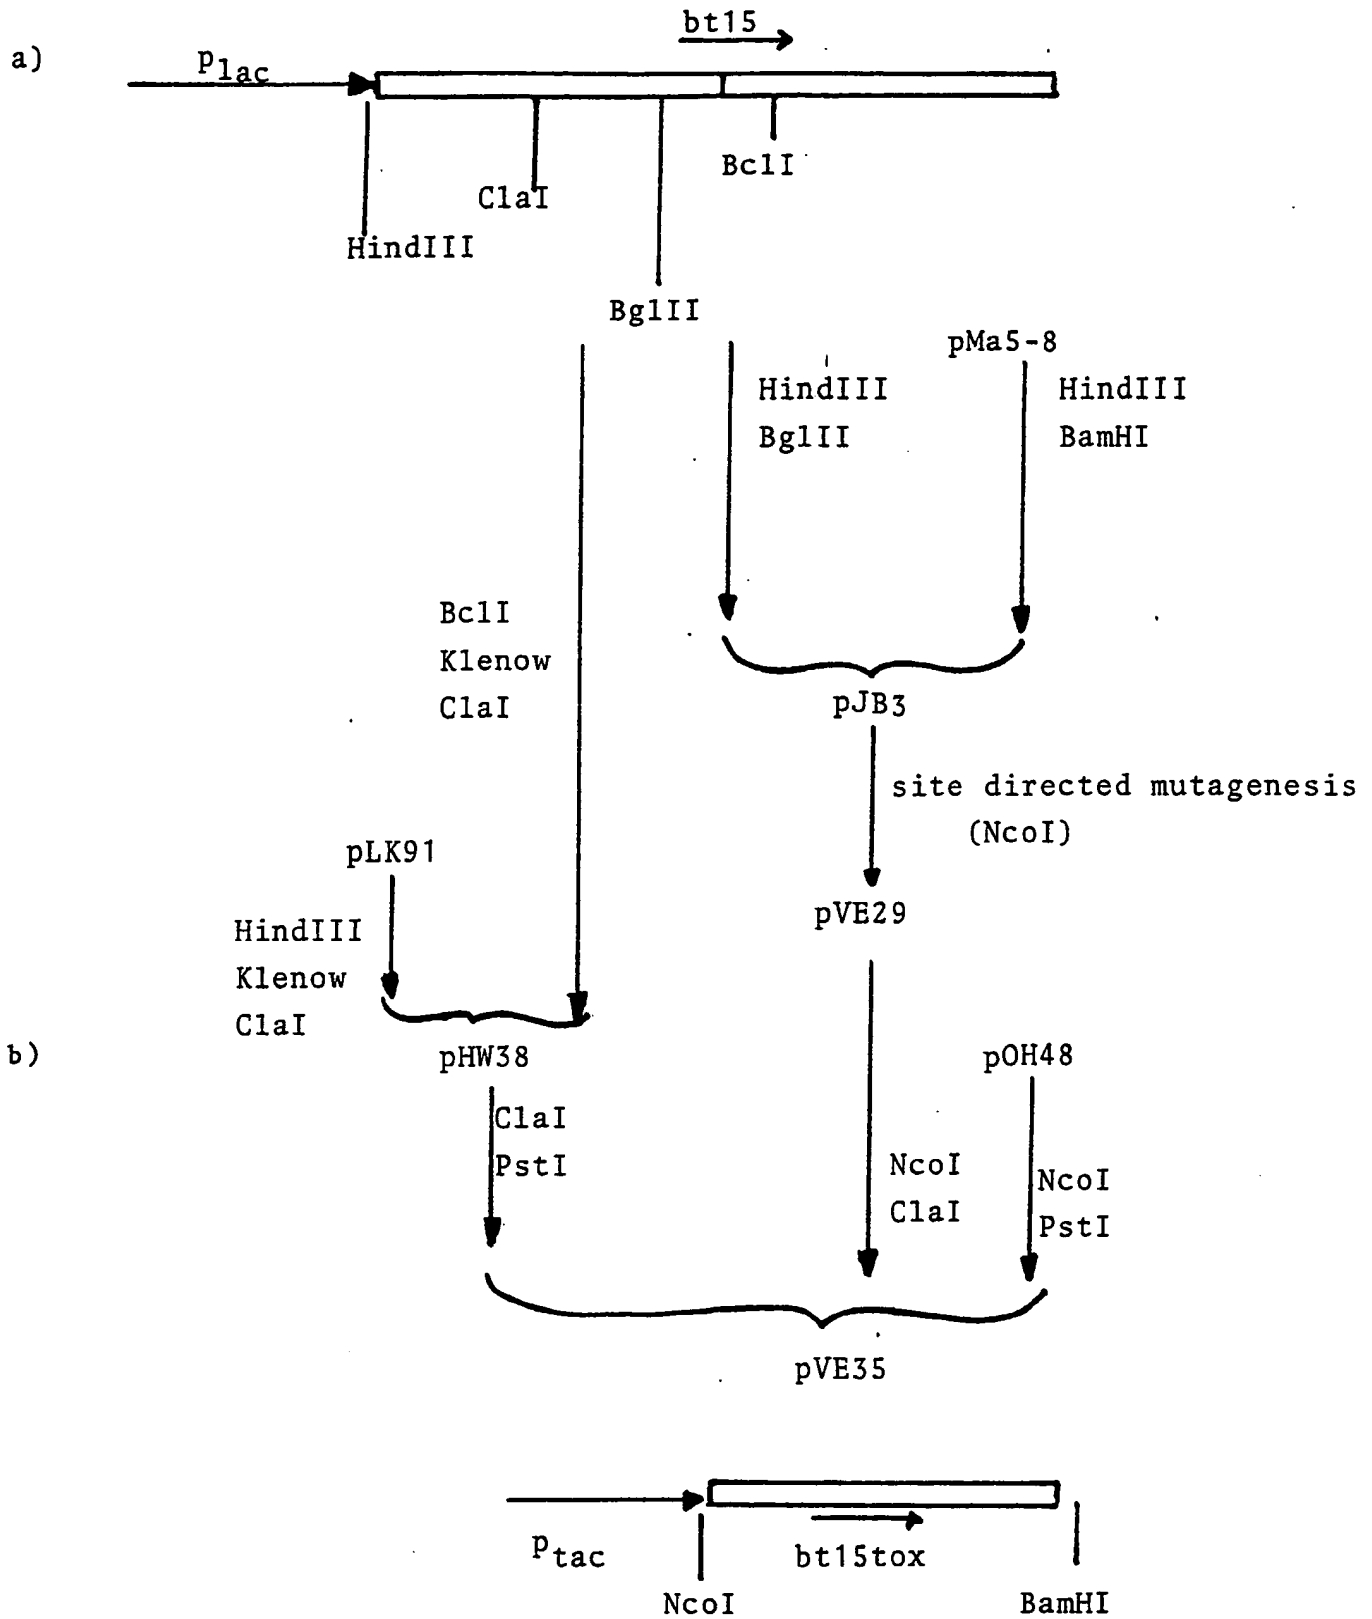 bt15
a)
plac
BclI
ClaI
HindIII
BglII
pMa5-8
HindIII
BglII
HindIII
BamHI
BclI
Klenow
ClaI
pJB3
site directed mutagenesis
(NcoI)
pLK91
pVE29
HindIII
Klenow
ClaI
b)
pHW38
pOH48
ClaI
PstI
NcoI
ClaI
NcoI
PstI
pVE35
ptac
bt15tox
NcoI
BamHI